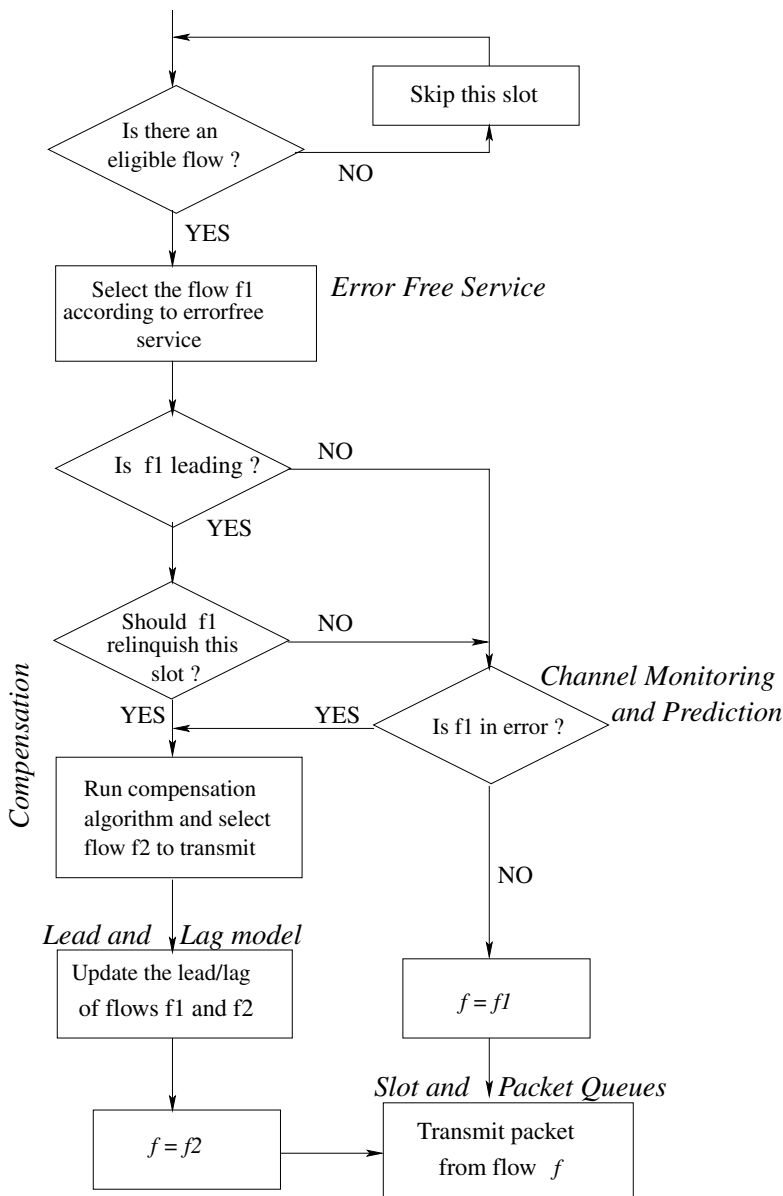 Skip this slot
Is there an
eligible flow ?
NO
YES
Select the flow f1
according to errorfree
service
Error Free Service
Is f1 leading ?
NO
YES
Should f1
relinquish this
slot ?
NO
YES
Compensation
Channel Monitoring
and Prediction
Is f1 in error ?
YES
NO
Run compensation
algorithm and select
flow f2 to transmit
Lead and Lag model
Update the lead/lag
of flows f1 and f2
f = f1
Slot and Packet Queues
f = f2
Transmit packet
from flow f